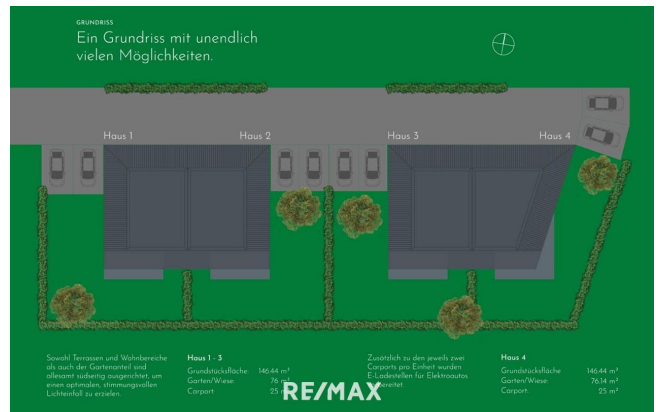 GRUNDRISS
Ein Grundriss mit unendlich
vielen Möglichkeiten.
Haus 1
Haus 2
Haus 3
Haus 4
Sowohl Terrassen und Wohnbereiche
als auch der Gartenanteil sind
allesamt südseitig ausgerichtet, um
einen optimalen, stimmungsvollen
Lichteinfall zu erzielen.
Haus 1 - 3
Grundstücksfläche: 146.44 m²
Garten/Wiese: 76 m²
Carport: 25 m²
RE/MAX
Zusätzlich zu den jeweils zwei
Carports pro Einheit wurden
E-Ladestellen für Elektroautos
Haus 4
Grundstücksfläche 146.44 m²
Garten/Wiese: 76.14 m²
Carport: 25 m²